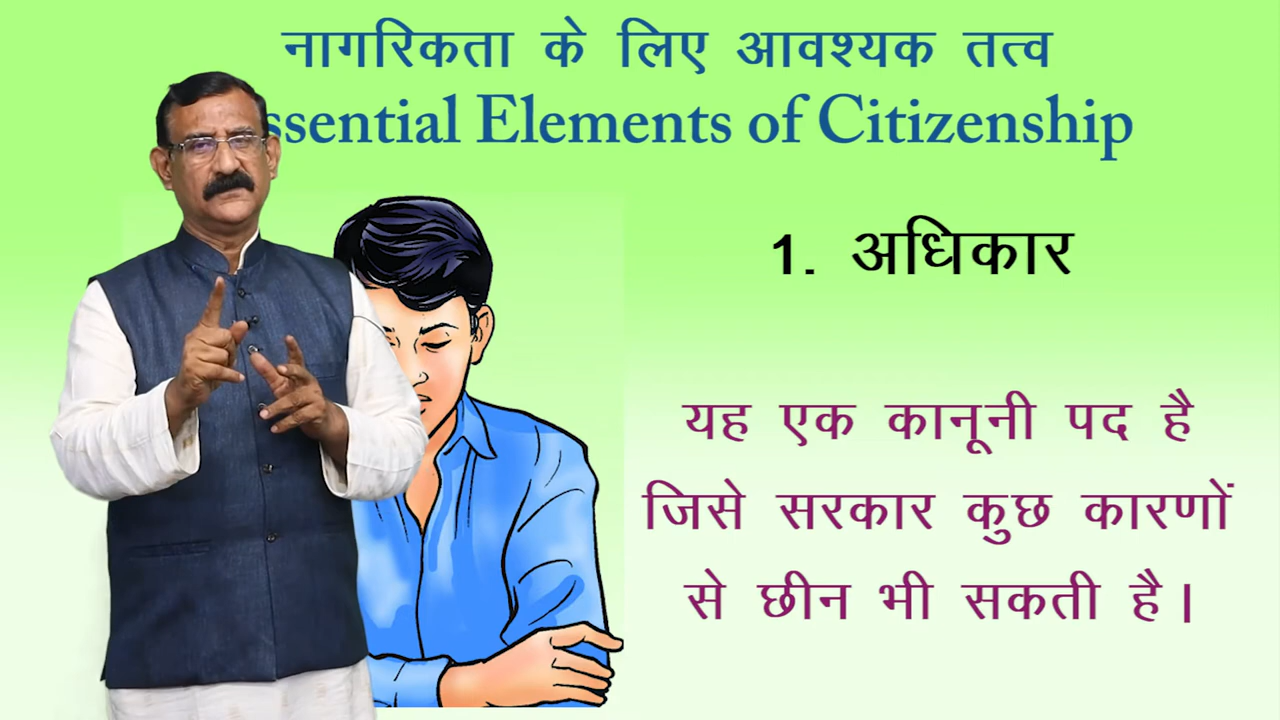 नागरिकता के लिए आवश्यक तत्व
ssential Elements of Citizenship
1. अधिकार
यह एक कानूनी पद है
जिसे सरकार कुछ कारणों
से छीन भी सकती है।